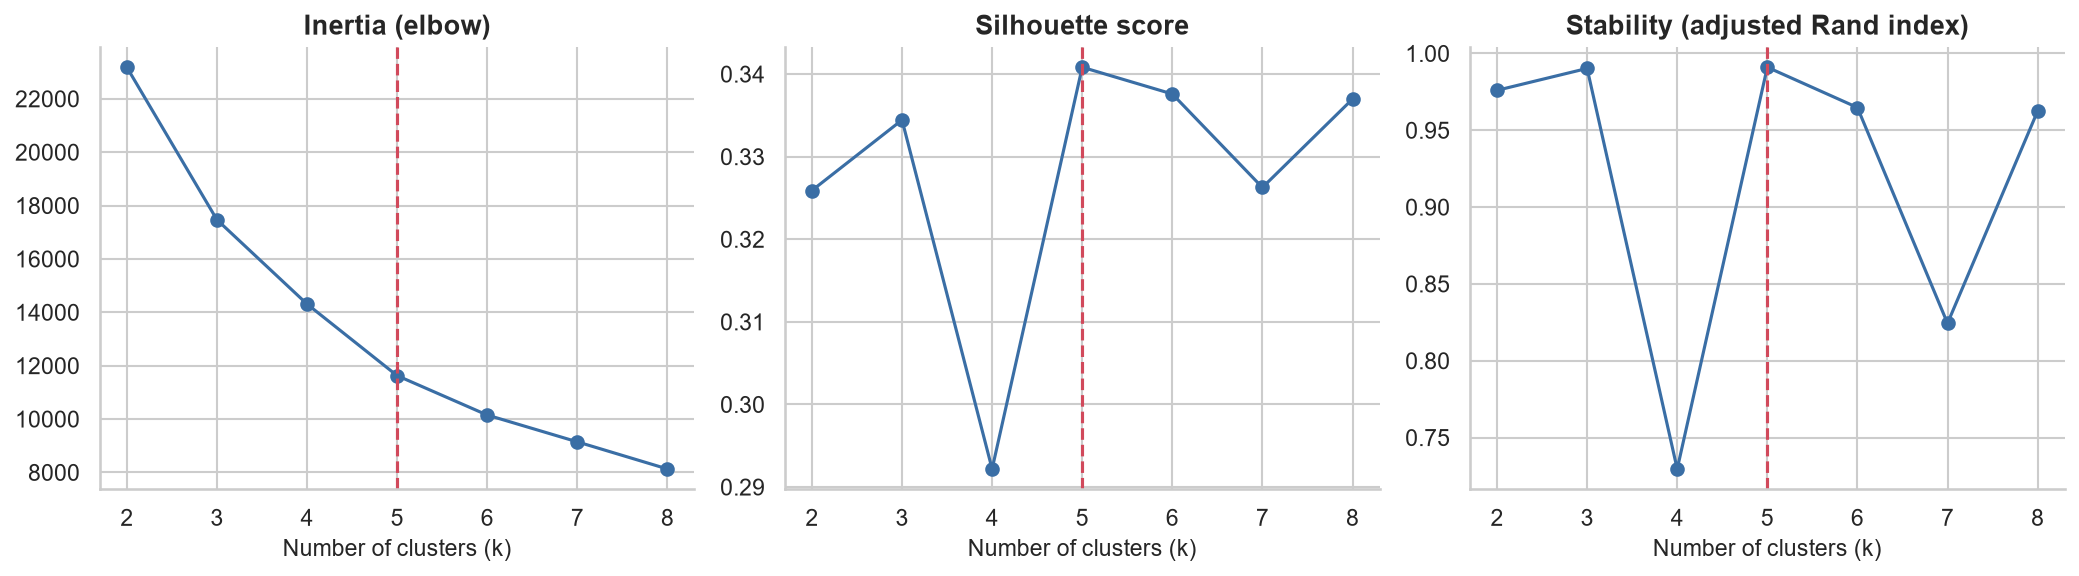 Inertia (elbow)
22000
20000
18000
16000
14000
12000
10000
8000
2 3 4 5 6 7 8
Number of clusters (k)
Silhouette score
0.34
0.33
0.32
0.31
0.30
0.29
2 3 4 5 6 7 8
Number of clusters (k)
Stability (adjusted Rand index)
1.00
0.95
0.90
0.85
0.80
0.75
2 3 4 5 6 7 8
Number of clusters (k)